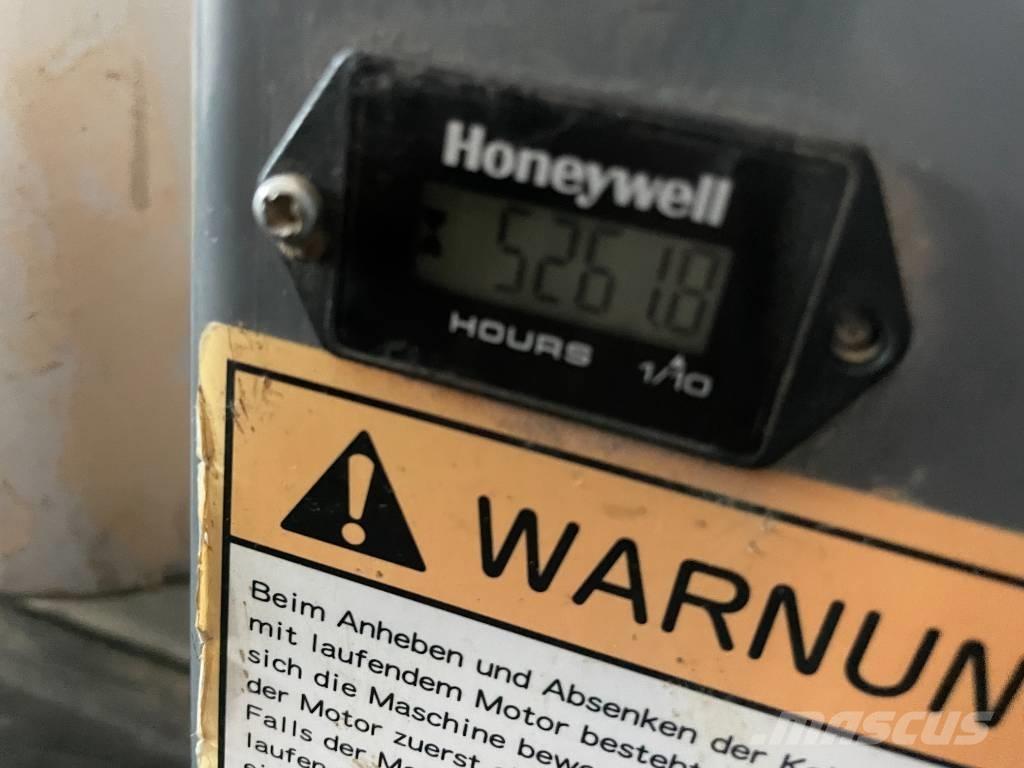 Honeywell
5261.8
HOURS 1/10
WARNUN
Beim Anheben und Absenken der
mit laufendem Motor besteht
sich die Maschine bewe
der Motor zuerst
Falls der M
laufen
mascus